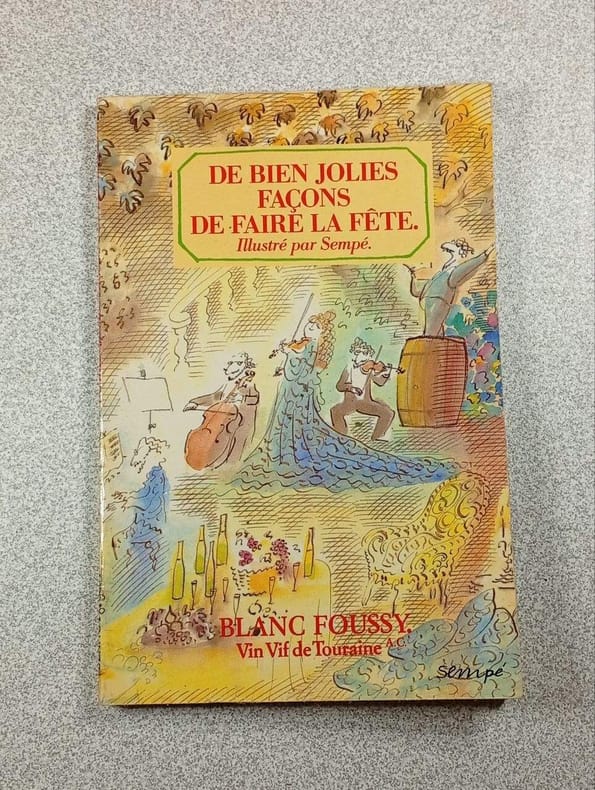 DE BIEN JOLIES
FAÇONS
DE FAIRE LA FÊTE.
Illustré par Sempé.
BLANC FOUSSY.
Vin Vif de Touraine A.C.
sempé